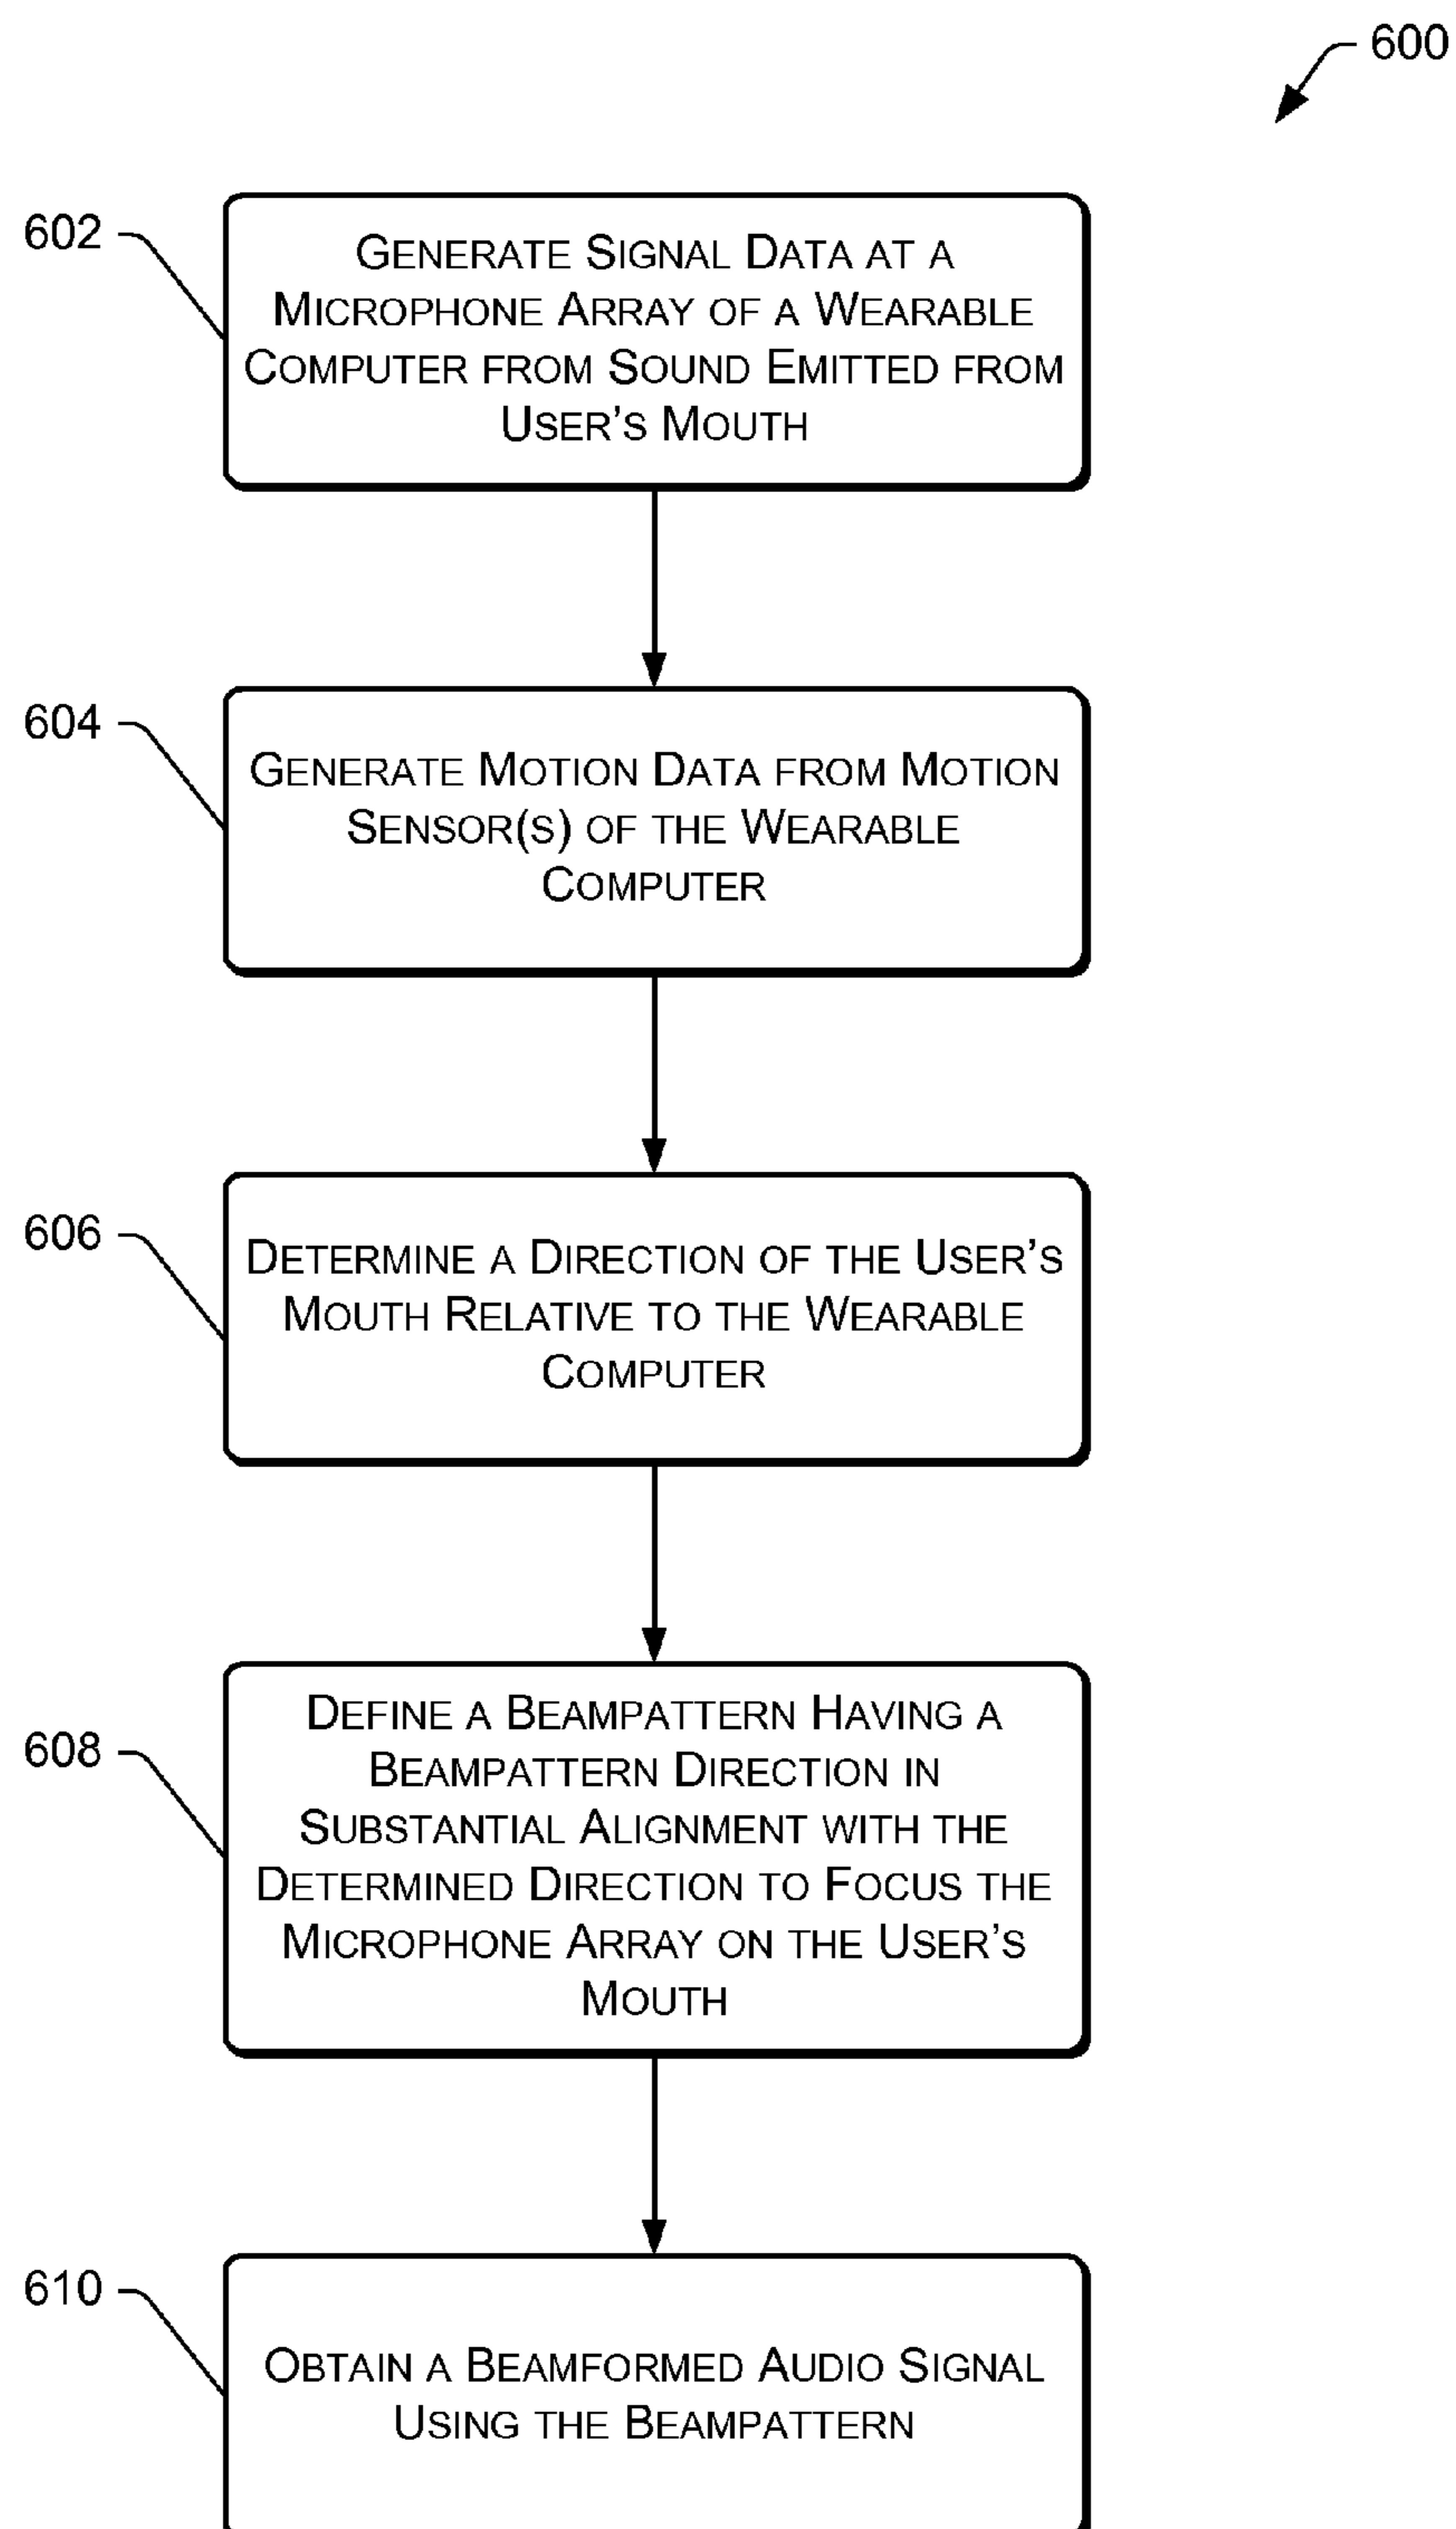 600
602
GENERATE SIGNAL DATA AT A
MICROPHONE ARRAY OF A WEARABLE
COMPUTER FROM SOUND EMITTED FROM
USER'S MOUTH
604
GENERATE MOTION DATA FROM MOTION
SENSOR(S) OF THE WEARABLE
COMPUTER
606
DETERMINE A DIRECTION OF THE USER'S
MOUTH RELATIVE TO THE WEARABLE
COMPUTER
608
DEFINE A BEAMPATTERN HAVING A
BEAMPATTERN DIRECTION IN
SUBSTANTIAL ALIGNMENT WITH THE
DETERMINED DIRECTION TO FOCUS THE
MICROPHONE ARRAY ON THE USER'S
MOUTH
610
OBTAIN A BEAMFORMED AUDIO SIGNAL
USING THE BEAMPATTERN